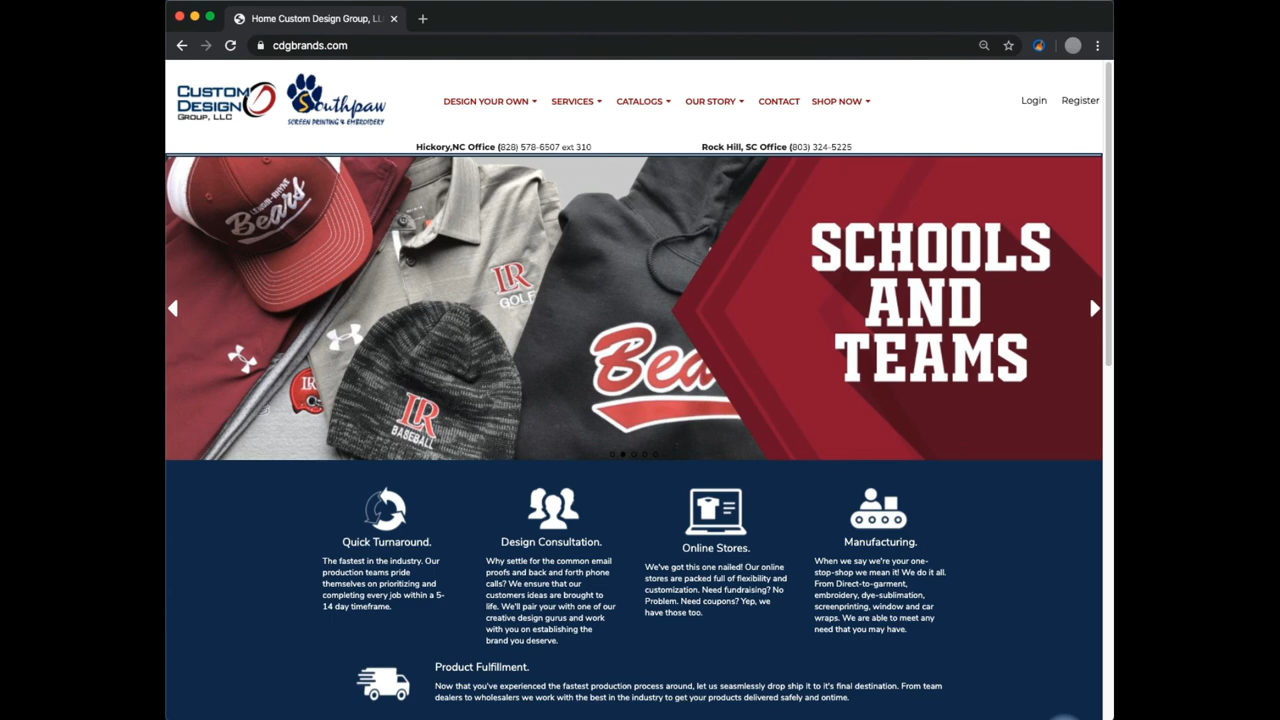 Home Custom Design Group, LL
cdgbrands.com
CUSTOM
DESIGN
GROUP, LLC
Southpaw
SCREEN PRINTING & EMBROIDERY
DESIGN YOUR OWN
SERVICES
CATALOGS
OUR STORY
CONTACT
SHOP NOW
Login
Register
Hickory,NC Office (828) 578-6507 ext 310
Rock Hill, SC Office (803) 324-5225
LENOIR-RHYNE
Bears
LR
GOLF
LR
LR
BASEBALL
Bea
SCHOOLS
AND
TEAMS
Quick Turnaround.
The fastest in the industry. Our
production teams pride
themselves on prioritizing and
completing every job within a 5-
14 day timeframe.
Design Consultation.
Why settle for the common email
proofs and back and forth phone
calls? We ensure that our
customers ideas are brought to
life. We'll pair your with one of our
creative design gurus and work
with you on establishing the
brand you deserve.
Online Stores.
We've got this one nailed! Our online
stores are packed full of flexibility and
customization. Need fundraising? No
Problem. Need coupons? Yep, we
have those too.
Manufacturing.
When we say we're your one-
stop-shop we mean it! We do it all.
From Direct-to-garment,
embroidery, dye-sublimation,
screenprinting, window and car
wraps. We are able to meet any
need that you may have.
Product Fulfillment.
Now that you've experienced the fastest production process around, let us seasmlessly drop ship it to it's final destination. From team
dealers to wholesalers we work with the best in the industry to get your products delivered safely and ontime.